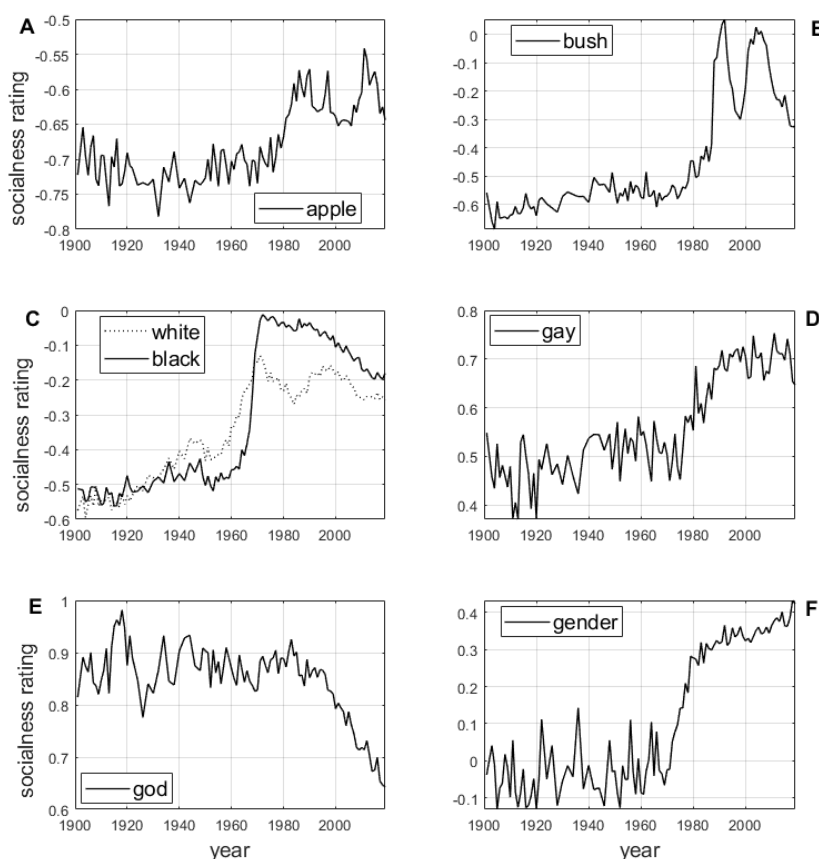 A
socialness rating
-0.5
-0.55
-0.6
-0.65
-0.7
-0.75
-0.8
apple
1900 1920 1940 1960 1980 2000
0
-0.1
-0.2
-0.3
-0.4
-0.5
-0.6
bush
1900 1920 1940 1960 1980 2000
C
socialness rating
0
-0.1
-0.2
-0.3
-0.4
-0.5
-0.6
white
black
1900 1920 1940 1960 1980 2000
D
0.8
0.7
0.6
0.5
0.4
gay
1900 1920 1940 1960 1980 2000
E
socialness rating
1
0.9
0.8
0.7
0.6
god
1900 1920 1940 1960 1980 2000
year
F
0.4
0.3
0.2
0.1
0
-0.1
gender
1900 1920 1940 1960 1980 2000
year